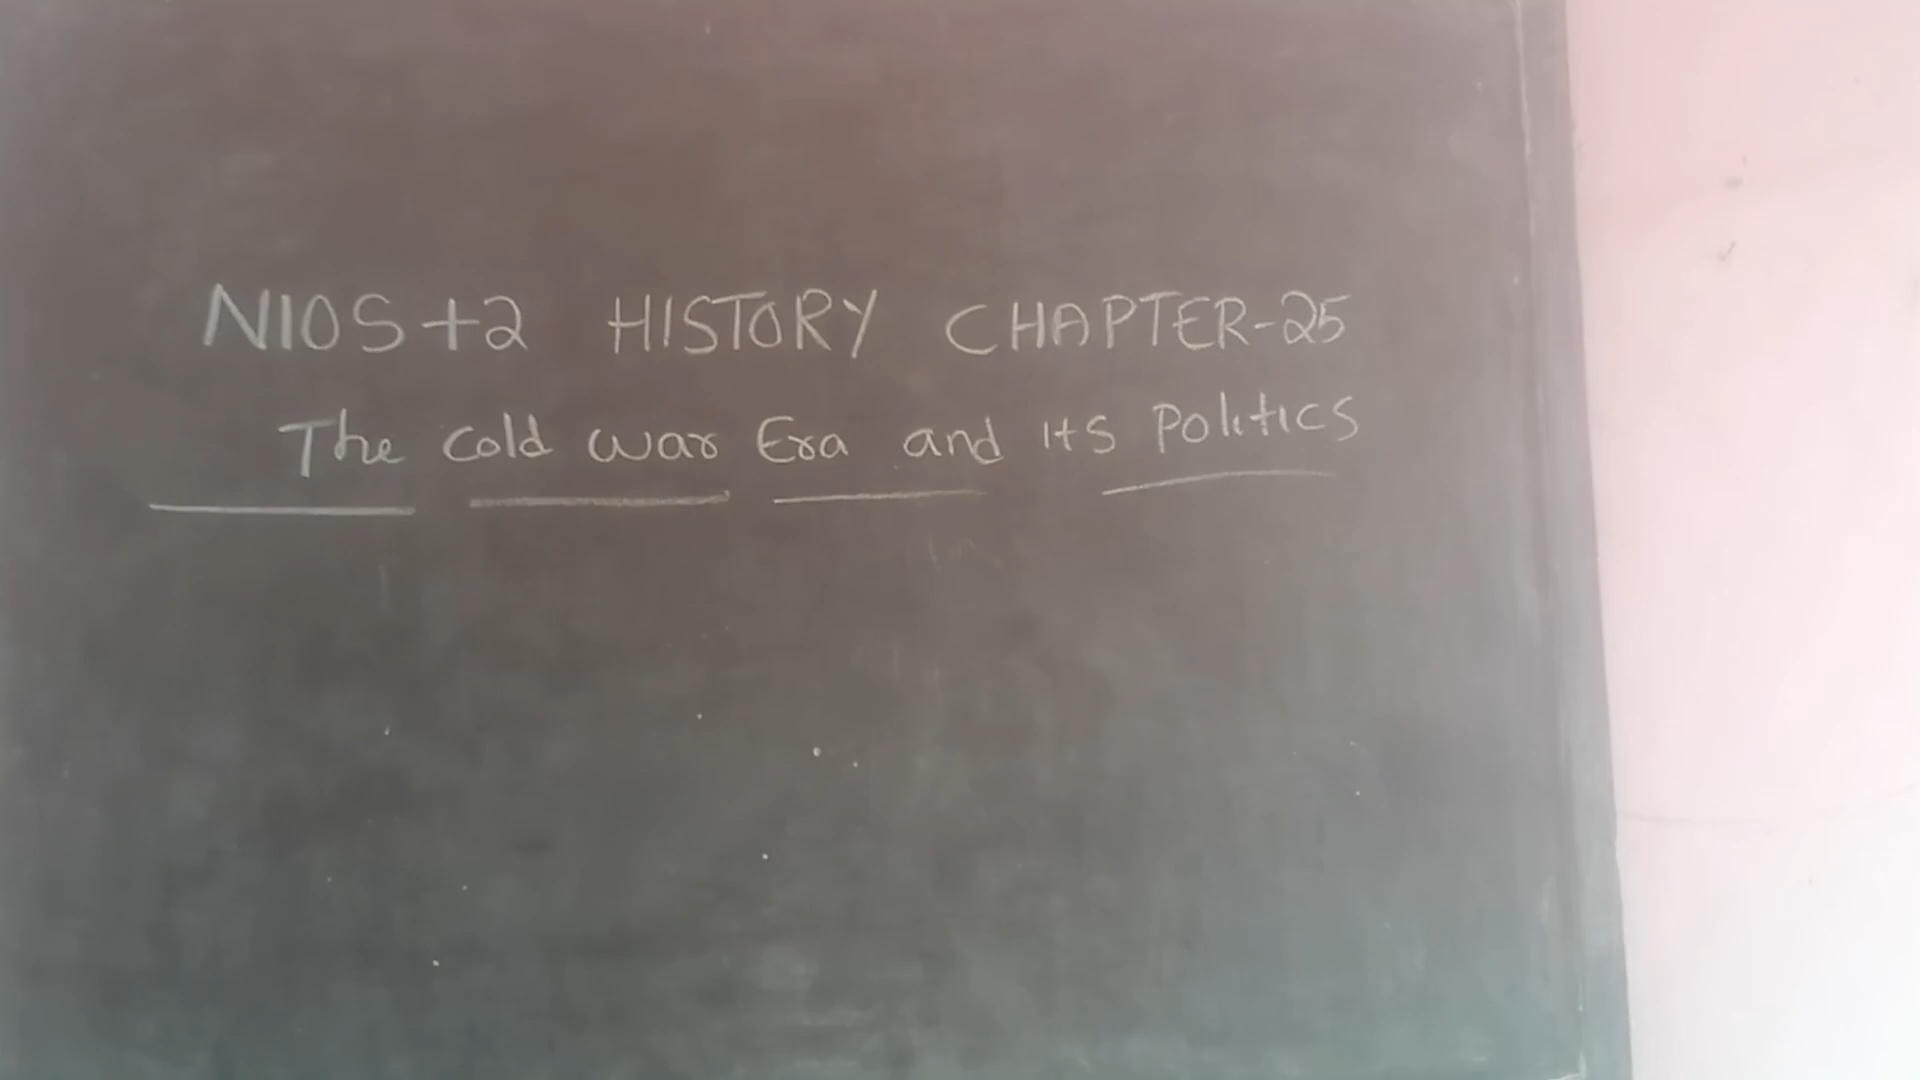 NIOS+2 HISTORY CHAPTER-25
The cold war Era and its Politics